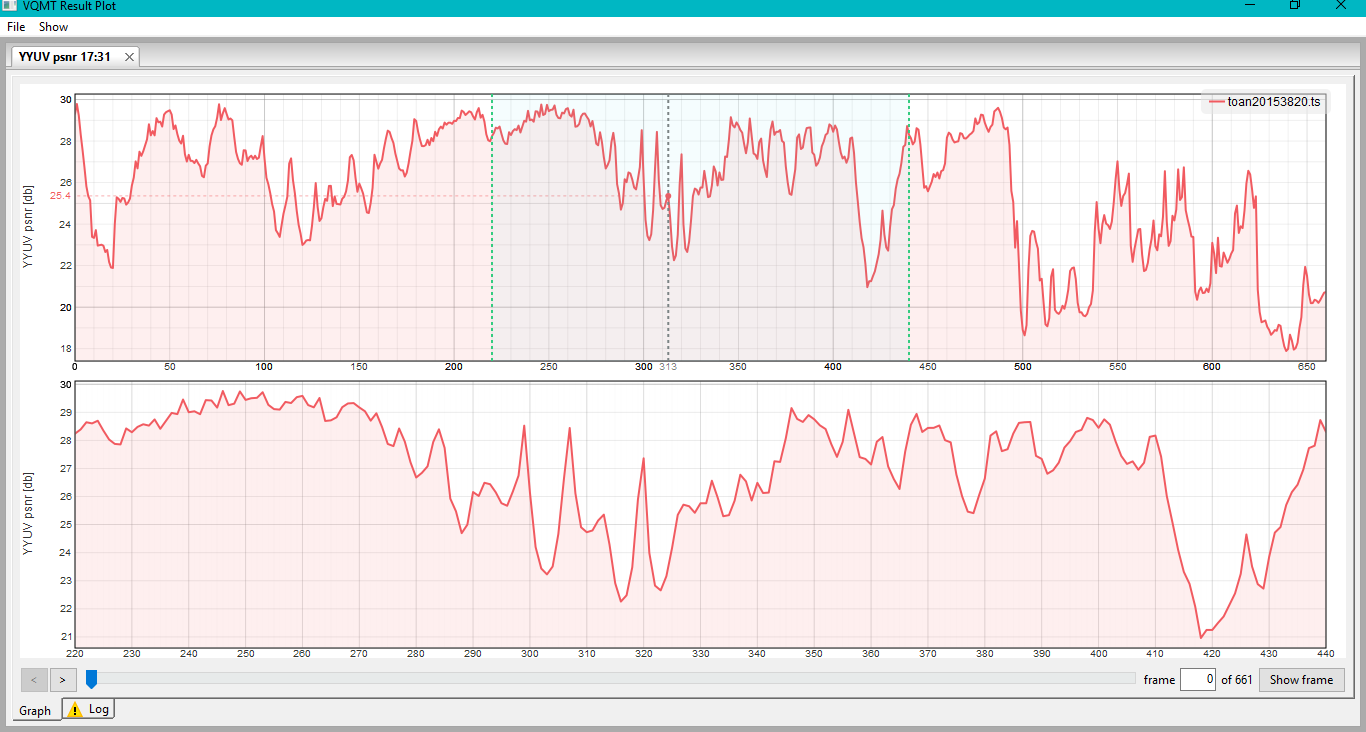 VQMT Result Plot
File Show
YYUV psnr 17:31
toan20153820.ts
YYUV psnr [db]
30
28
26
25.4
24
22
20
18
0 50 100 150 200 250 300 313 350 400 450 500 550 600 650
YYUV psnr [db]
30
29
28
27
26
25
24
23
22
21
220 230 240 250 260 270 280 290 300 310 320 330 340 350 360 370 380 390 400 410 420 430 440
< > frame 0 of 661 Show frame
Graph Log